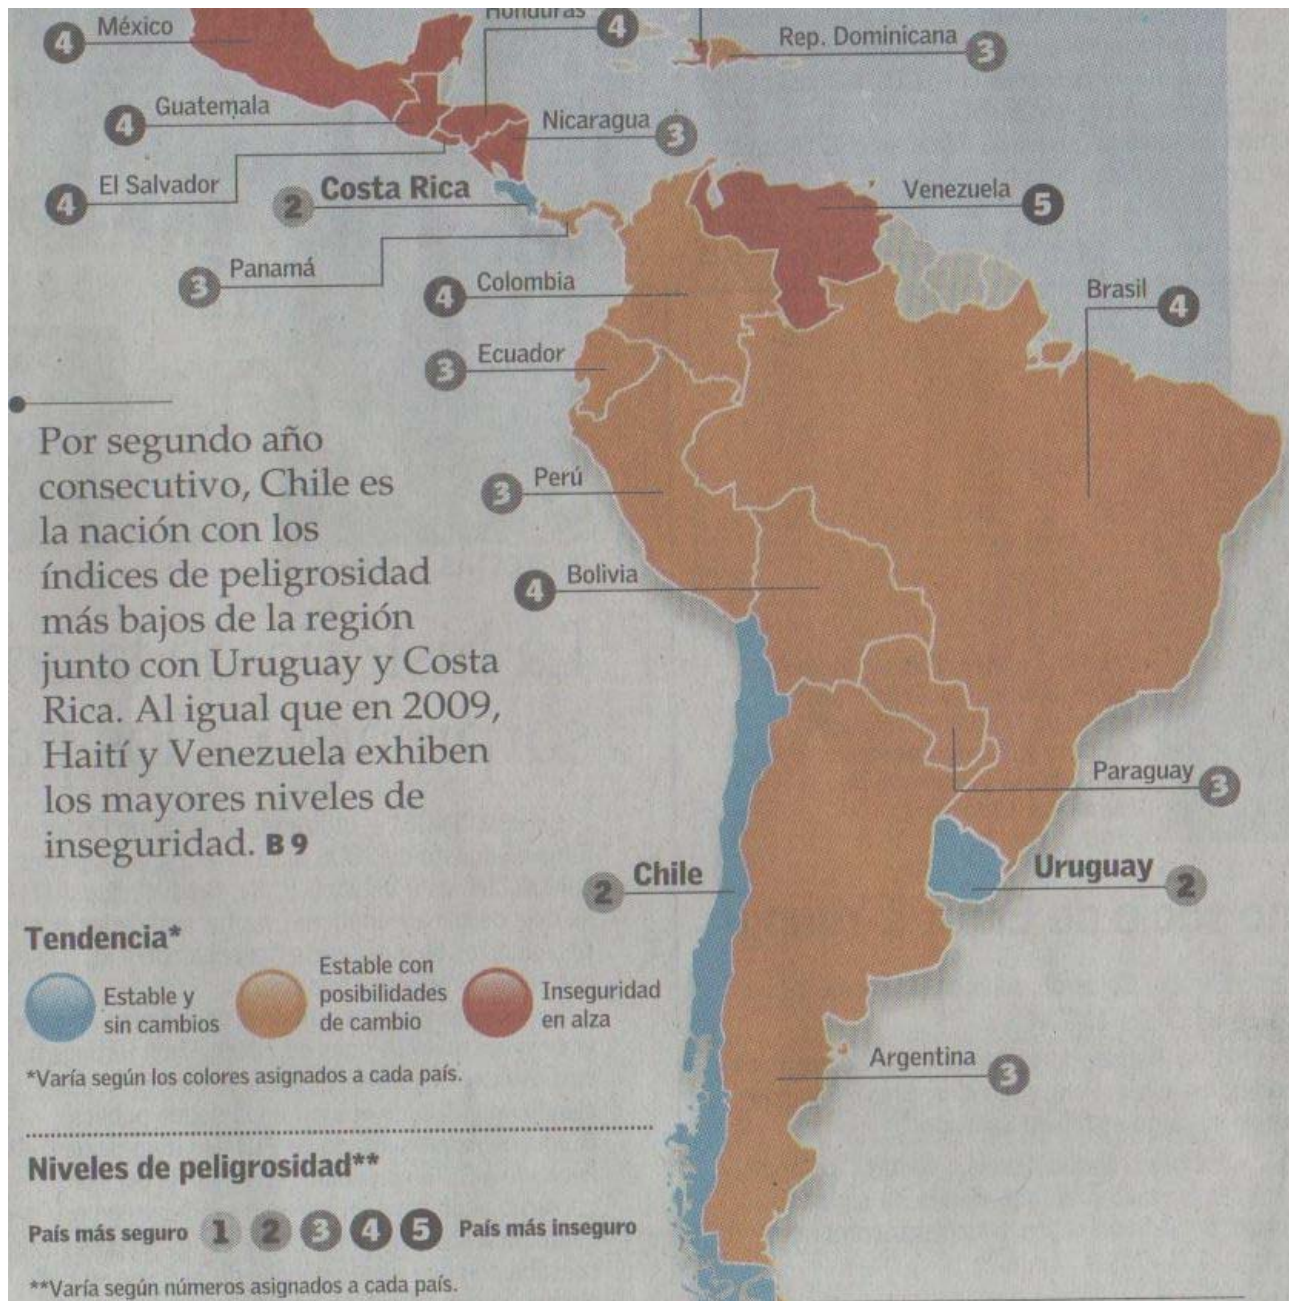 México
4
Honduras
4
Rep. Dominicana
3
Guatemala
4
Nicaragua
3
El Salvador
4
Costa Rica
2
Venezuela
5
Panamá
3
Colombia
4
Brasil
4
Ecuador
3
Por segundo año
consecutivo, Chile es
la nación con los
índices de peligrosidad
más bajos de la región
junto con Uruguay y Costa
Rica. Al igual que en 2009,
Haití y Venezuela exhiben
los mayores niveles de
inseguridad. B 9
Perú
3
Bolivia
4
Paraguay
3
Chile
2
Uruguay
2
Argentina
3
Tendencia*
Estable y
sin cambios
Estable con
posibilidades
de cambio
Inseguridad
en alza
*Varía según los colores asignados a cada país.
Niveles de peligrosidad**
País más seguro 1 2 3 4 5 País más inseguro
**Varía según números asignados a cada país.